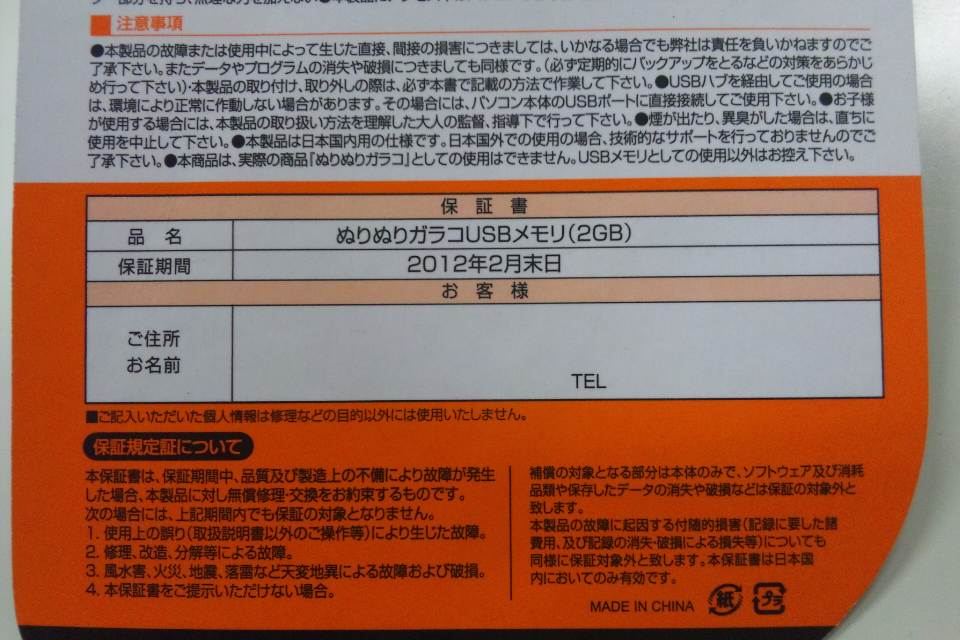 注意事項
●本製品の故障または使用中によって生じた直接、間接の損害につきましては、いかなる場合でも弊社は責任を負いかねますのでご
了承下さい。またデータやプログラムの消失や破損につきましても同様です。(必ず定期的にバックアップをとるなどの対策をあらかじ
め行って下さい)・本製品の取り付け、取り外しの際は、必ず本書で記載の方法で作業して下さい。●USBハブを経由してご使用の場合
は、環境により正常に作動しない場合があります。その場合には、パソコン本体のUSBポートに直接接続してご使用下さい。●お子様
が使用する場合には、本製品の取り扱い方法を理解した大人の監督、指導下で行って下さい。●煙が出たり、異臭がした場合は、直ちに
使用を中止して下さい。●本製品は日本国内用の仕様です。日本国外での使用の場合、技術的なサポートを行っておりませんのでご
了承下さい。●本商品は、実際の商品『ぬりぬりガラコ』としての使用はできません。USBメモリとしての使用以外はお控え下さい。
保 証 書
品 名 ぬりぬりガラコUSBメモリ(2GB)
保証期間 2012年2月末日
お 客 様
ご住所
お名前
TEL
■ご記入いただいた個人情報は修理などの目的以外には使用いたしません。
保証規定証について
本保証書は、保証期間中、品質及び製造上の不備により故障が発生
した場合、本製品に対し無償修理・交換をお約束するものです。
次の場合には、上記期間内でも保証の対象となりません。
1. 使用上の誤り(取扱説明書以外のご操作等)により生じた故障。
2. 修理、改造、分解等による故障。
3. 風水害、火災、地震、落雷など天変地異による故障および破損。
4. 本保証書をご提示いただけない場合。
補償の対象となる部分は本体のみで、ソフトウェア及び消耗
品類や保存したデータの消失や破損などは保証の対象外と
致します。
本製品の故障に起因する付随的損害(記録に要した諸
費用、及び記録の消失・破損による損失等)についても
同様に保証対象外と致します。本保証書は日本国
内においてのみ有効です。
MADE IN CHINA 紙 プラ